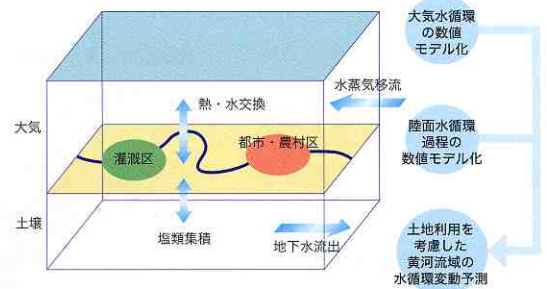 大気水循環
の数値
モデル化
水蒸気移流
熱・水交換
大気
陸面水循環
過程の
数値モデル化
都市・農村区
灌漑区
土壌
塩類集積
地下水流出
土地利用を
考慮した
黄河流域の
水循環変動予測